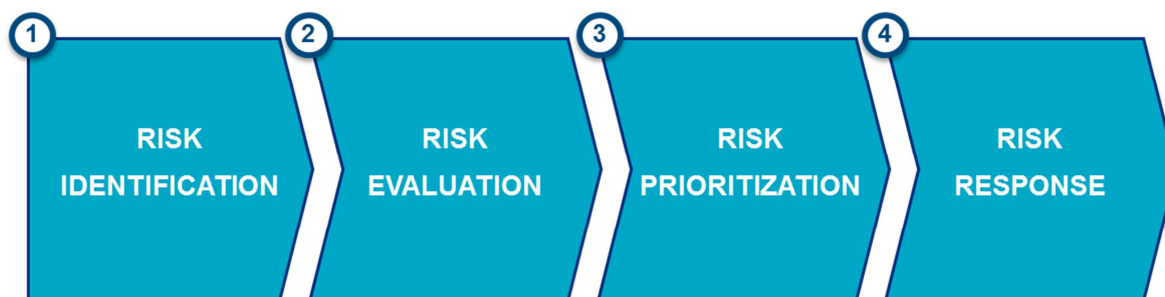 1
RISK
IDENTIFICATION
2
RISK
EVALUATION
3
RISK
PRIORITIZATION
4
RISK
RESPONSE